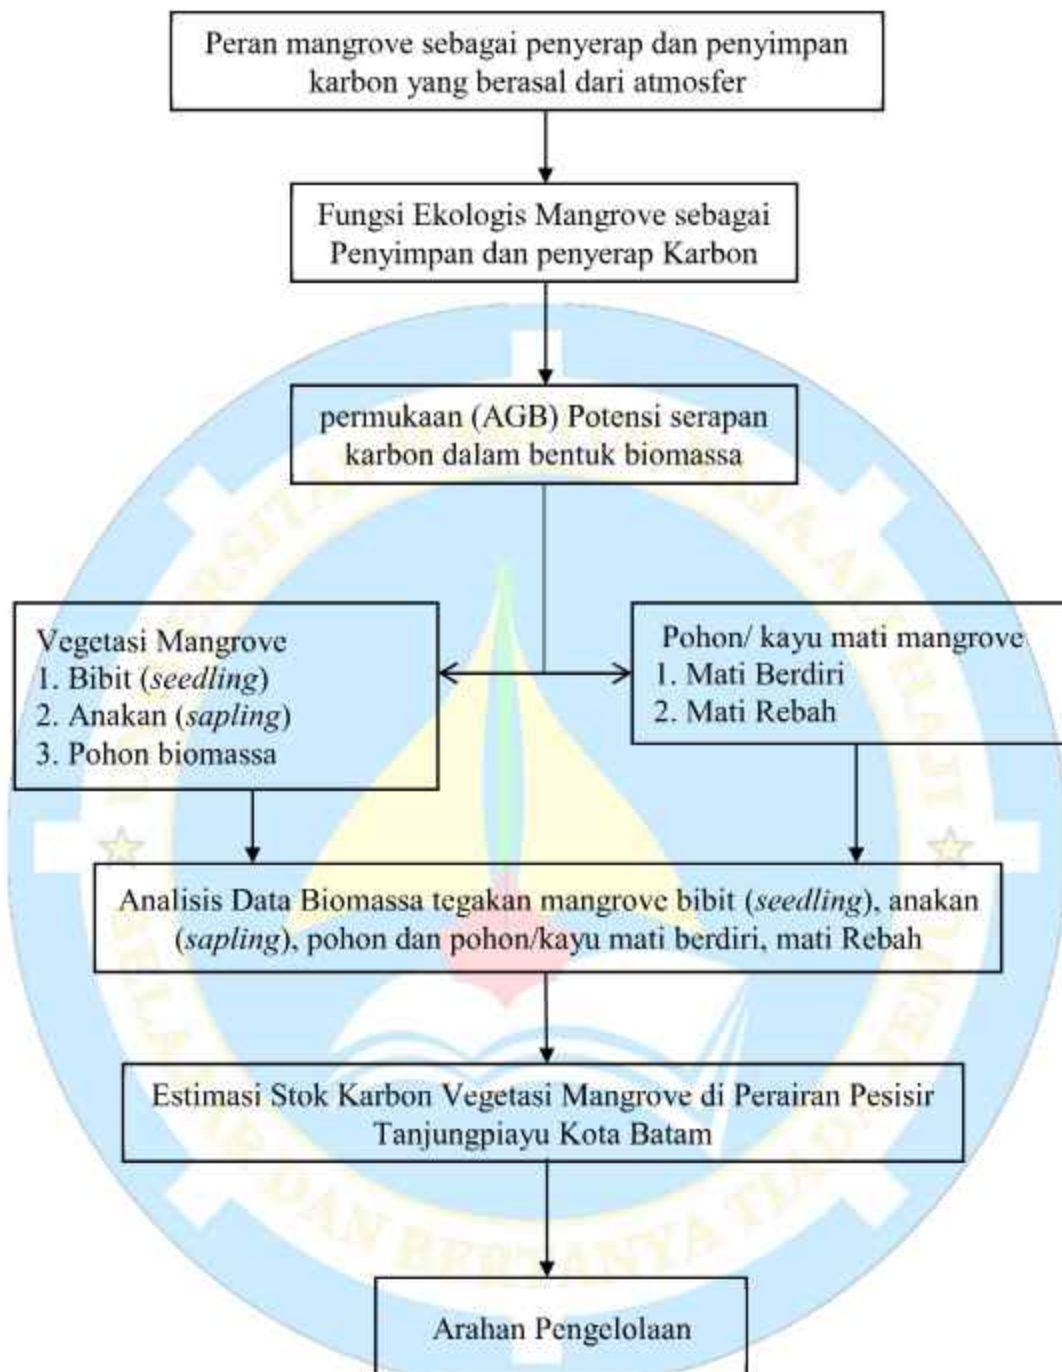 Peran mangrove sebagai penyerap dan penyimpan
karbon yang berasal dari atmosfer
Fungsi Ekologis Mangrove sebagai
Penyimpan dan penyerap Karbon
permukaan (AGB) Potensi serapan
karbon dalam bentuk biomassa
Vegetasi Mangrove
1. Bibit (seedling)
2. Anakan (sapling)
3. Pohon biomassa
Pohon/ kayu mati mangrove
1. Mati Berdiri
2. Mati Rebah
Analisis Data Biomassa tegakan mangrove bibit (seedling), anakan
(sapling), pohon dan pohon/kayu mati berdiri, mati Rebah
Estimasi Stok Karbon Vegetasi Mangrove di Perairan Pesisir
Tanjungpiayu Kota Batam
Arahan Pengelolaan
DAN BERTANYA TIADA JEMU